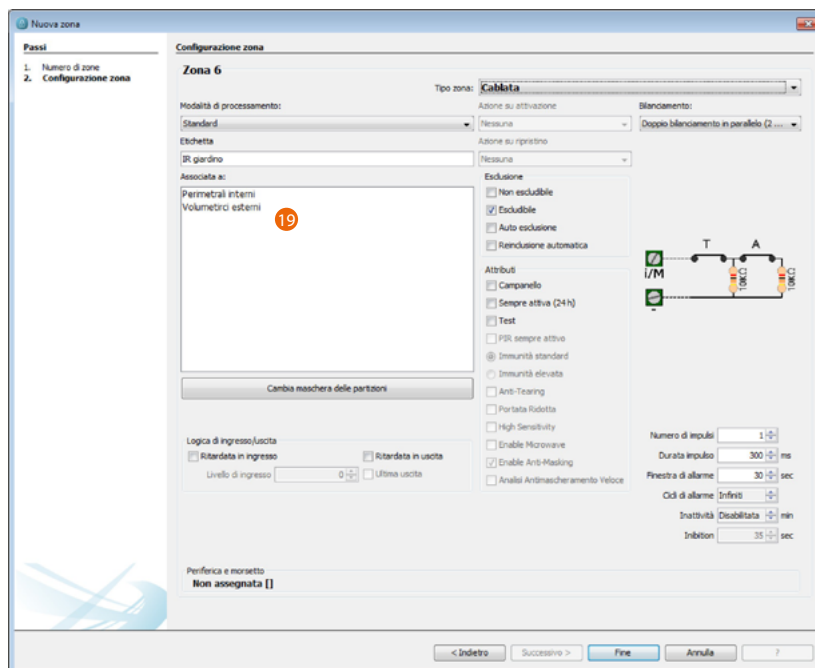 Nuova zona
Passi
1. Numero di zone
2. Configurazione zona
Configurazione zona
Zona 6
Tipo zona: Cablata
Modalità di processamento:
Standard
Etichetta
IR giardino
Associata a:
Perimetrali interni
Volumetirci esterni
19
Cambia maschera delle partizioni
Logica di ingresso/uscita
Ritardata in ingresso
Ritardata in uscita
Livello di ingresso 0
Ultima uscita
Azione su attivazione
Nessuna
Azione su ripristino
Nessuna
Esclusione
Non escludibile
Escludibile
Auto esclusione
Reinclusione automatica
Attributi
Campanello
Sempre attiva (24 h)
Test
PIR sempre attivo
Immunità standard
Immunità elevata
Anti-Tearing
Portata Ridotta
High Sensitivity
Enable Microwave
Enable Anti-Masking
Analisi Antimascheramento Veloce
Bilanciamento:
Doppio bilanciamento in parallelo (2 ...
T A
i/M
10KΩ 10KΩ
-
Numero di impulsi 1
Durata impulso 300 ms
Finestra di allarme 30 sec
Cicli di allarme Infiniti
Inattività Disabilitata min
Inibition 35 sec
Periferica e morsetto
Non assegnata []
< Indietro
Successivo >
Fine
Annulla
?